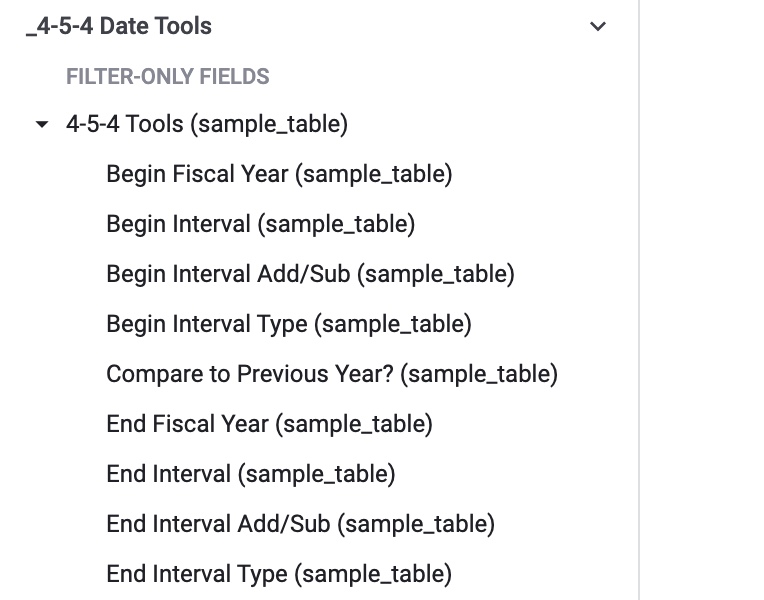 _4-5-4 Date Tools
FILTER-ONLY FIELDS
4-5-4 Tools (sample_table)
Begin Fiscal Year (sample_table)
Begin Interval (sample_table)
Begin Interval Add/Sub (sample_table)
Begin Interval Type (sample_table)
Compare to Previous Year? (sample_table)
End Fiscal Year (sample_table)
End Interval (sample_table)
End Interval Add/Sub (sample_table)
End Interval Type (sample_table)